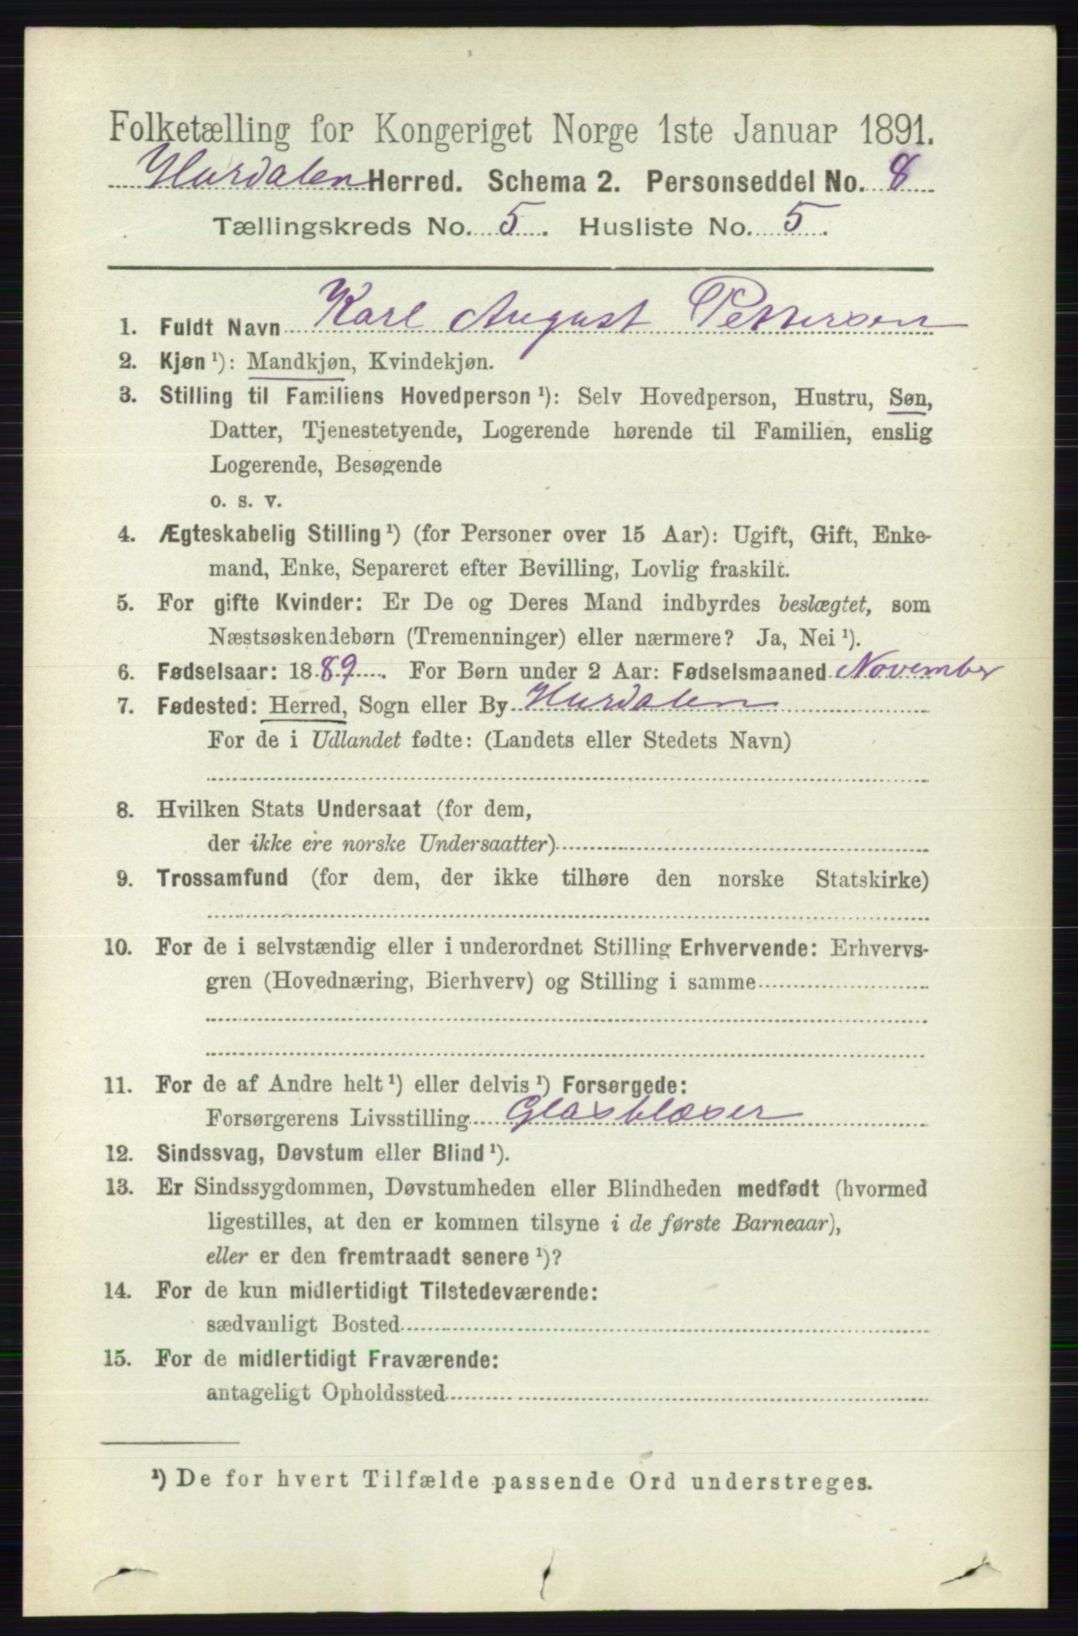 Folketælling for Kongeriget Norge 1ste Januar 1891.
Hurdalen Herred. Schema 2. Personseddel No. 8
Tællingskreds No. 5. Husliste No. 5.
1. Fuldt Navn Karl August Pettersen
2. Kjøn ¹): Mandkjøn, Kvindekjøn.
3. Stilling til Familiens Hovedperson ¹): Selv Hovedperson, Hustru, Søn,
Datter, Tjenestetyende, Logerende hørende til Familien, enslig
Logerende, Besøgende
o. s. v.
4. Ægteskabelig Stilling ¹) (for Personer over 15 Aar): Ugift, Gift, Enke-
mand, Enke, Separeret efter Bevilling, Lovlig fraskilt.
5. For gifte Kvinder: Er De og Deres Mand indbyrdes beslægtet, som
Næstsøskendebørn (Tremenninger) eller nærmere? Ja, Nei ¹).
6. Fødselsaar: 1889. For Børn under 2 Aar: Fødselsmaaned November
7. Fødested: Herred, Sogn eller By Hurdalen
For de i Udlandet fødte: (Landets eller Stedets Navn)
8. Hvilken Stats Undersaat (for dem,
der ikke ere norske Undersaatter)
9. Trossamfund (for dem, der ikke tilhøre den norske Statskirke)
10. For de i selvstændig eller i underordnet Stilling Erhvervende: Erhvervs-
gren (Hovednæring, Bierhverv) og Stilling i samme
11. For de af Andre helt ¹) eller delvis ¹) Forsørgede:
Forsørgerens Livsstilling Glasblæser
12. Sindssvag, Døvstum eller Blind ¹).
13. Er Sindssygdommen, Døvstumheden eller Blindheden medfødt (hvormed
ligestilles, at den er kommen tilsyne i de første Barneaar),
eller er den fremtraadt senere ¹)?
14. For de kun midlertidigt Tilstedeværende:
sædvanligt Bosted
15. For de midlertidigt Fraværende:
antageligt Opholdssted
¹) De for hvert Tilfælde passende Ord understreges.